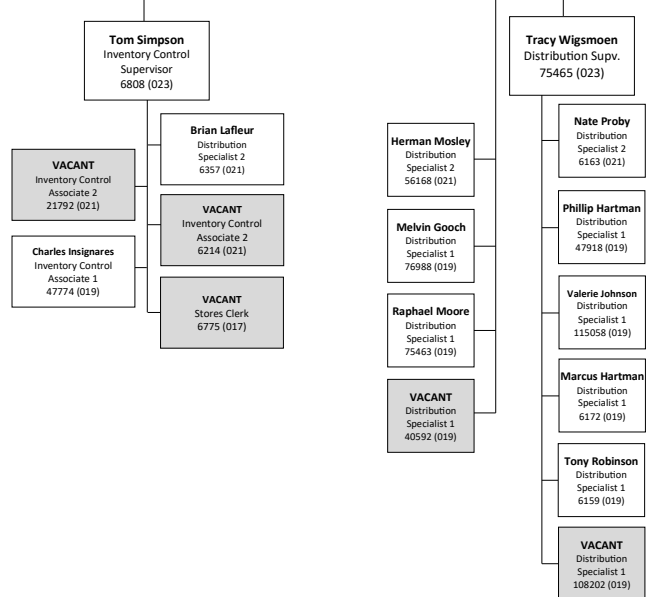 Tom Simpson
Inventory Control
Supervisor
6808 (023)
Brian Lafleur
Distribution
Specialist 2
6357 (021)
VACANT
Inventory Control
Associate 2
21792 (021)
VACANT
Inventory Control
Associate 2
6214 (021)
Charles Insignares
Inventory Control
Associate 1
47774 (019)
VACANT
Stores Clerk
6775 (017)
Herman Mosley
Distribution
Specialist 2
56168 (021)
Melvin Gooch
Distribution
Specialist 1
76988 (019)
Raphael Moore
Distribution
Specialist 1
75463 (019)
VACANT
Distribution
Specialist 1
40592 (019)
Tracy Wigsmoen
Distribution Supv.
75465 (023)
Nate Proby
Distribution
Specialist 2
6163 (021)
Phillip Hartman
Distribution
Specialist 1
47918 (019)
Valerie Johnson
Distribution
Specialist 1
115058 (019)
Marcus Hartman
Distribution
Specialist 1
6172 (019)
Tony Robinson
Distribution
Specialist 1
6159 (019)
VACANT
Distribution
Specialist 1
108202 (019)